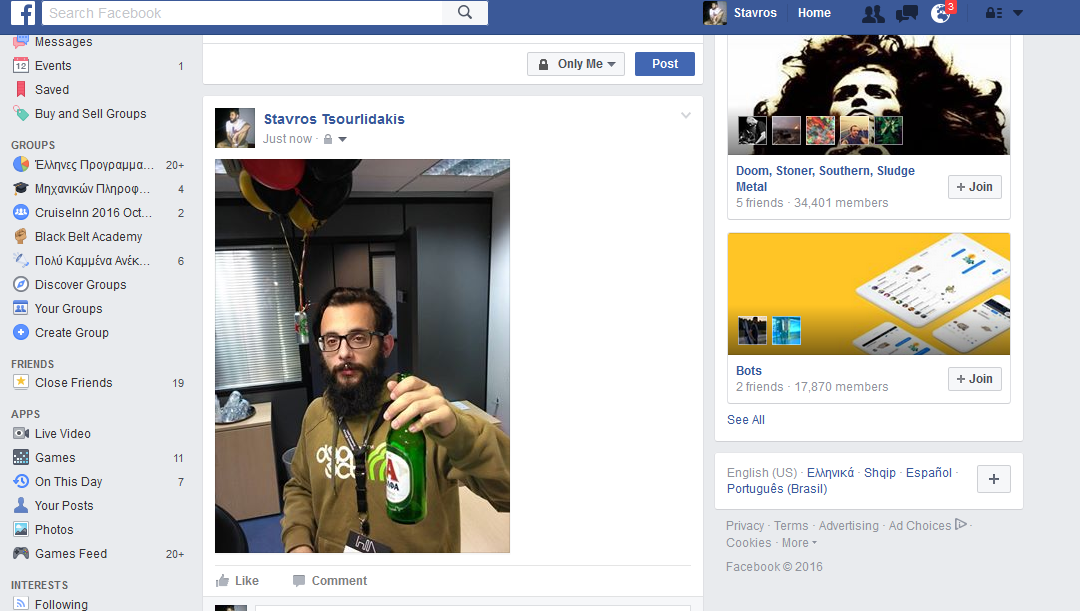 f
Search Facebook
Stavros
Home
3
Messages
12 Events 1
Saved
Buy and Sell Groups
GROUPS
Έλληνες Προγραμμα... 20+
Μηχανικών Πληροφ... 4
CruiseInn 2016 Oct... 2
Black Belt Academy
Πολύ Καμμένα Ανέκ... 6
Discover Groups
Your Groups
Create Group
FRIENDS
Close Friends 19
APPS
Live Video
Games 11
On This Day 7
Your Posts
Photos
Games Feed 20+
INTERESTS
Following
Only Me
Post
Stavros Tsourlidakis
Just now ·
Like
Comment
Doom, Stoner, Southern, Sludge
Metal
5 friends · 34,401 members
+ Join
Bots
2 friends · 17,870 members
+ Join
See All
English (US) · Ελληνικά · Shqip · Español ·
Português (Brasil)
+
Privacy · Terms · Advertising · Ad Choices ·
Cookies · More
Facebook © 2016